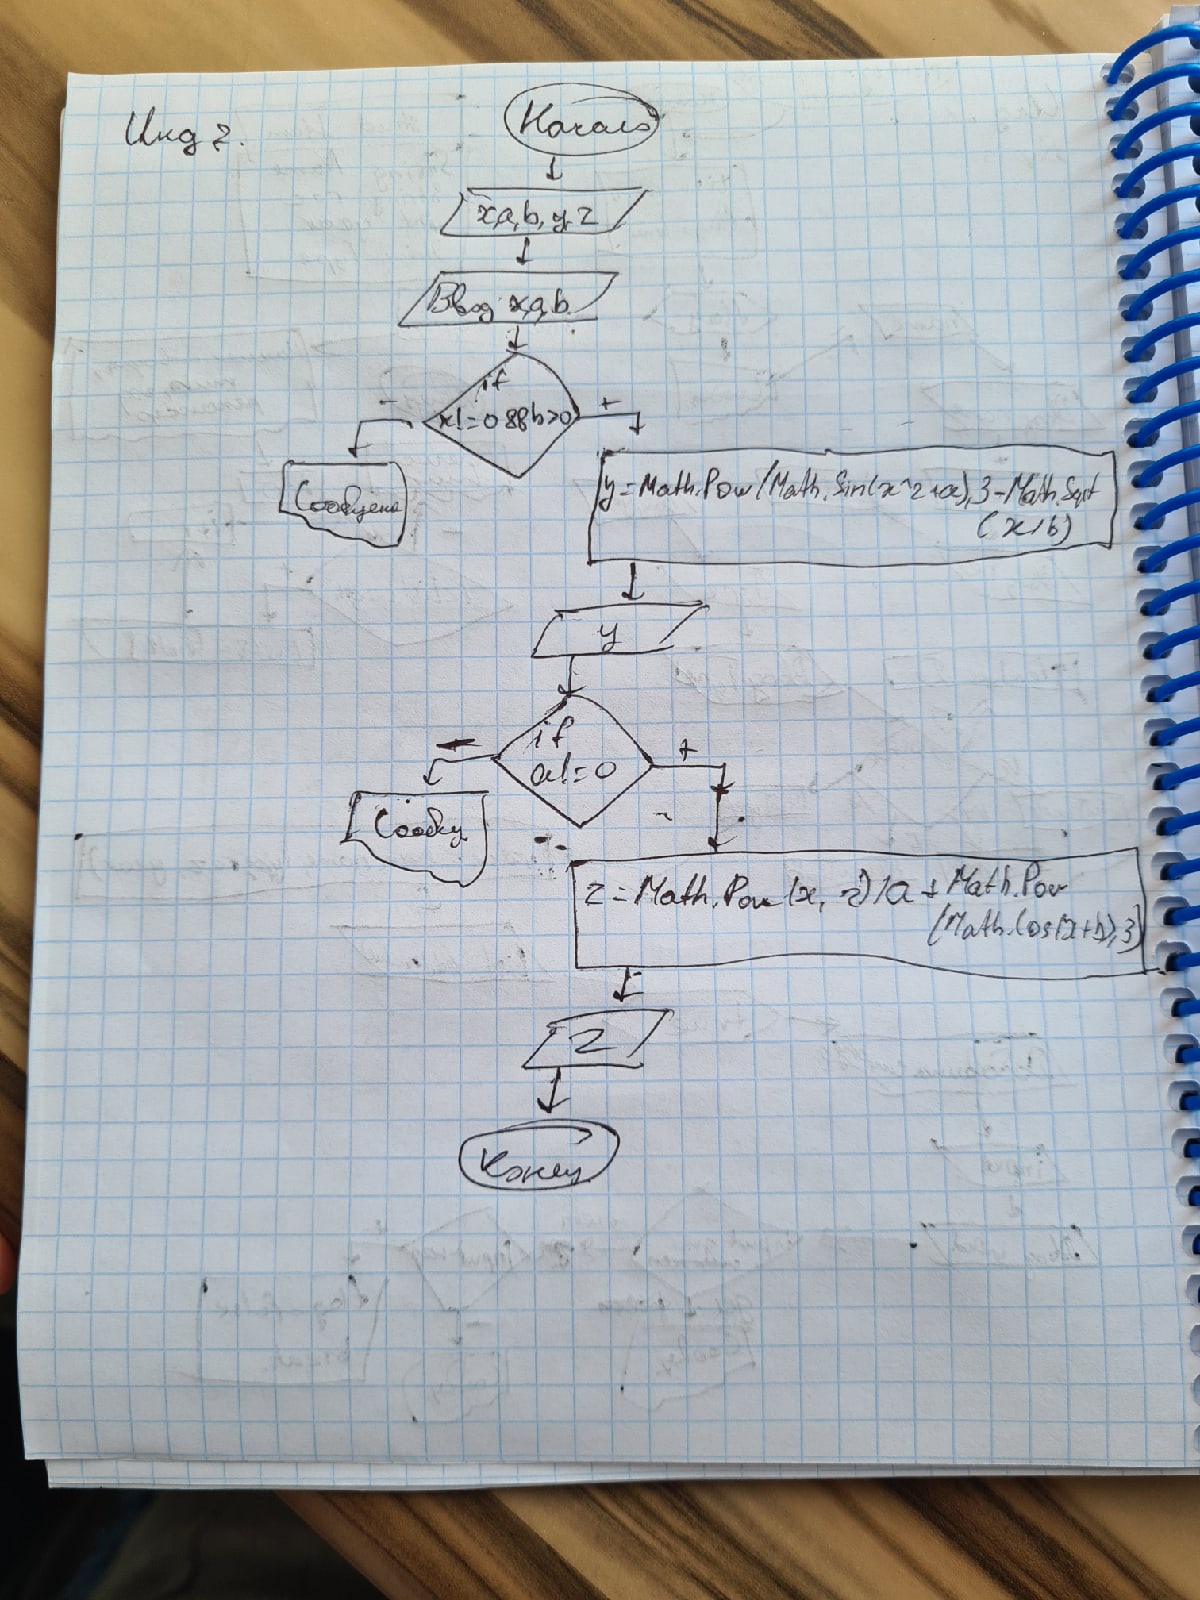 Инд 2.
Начало
x,a,b,y,z
Ввод x,a,b
if
x!=0&&b>0
-
+
Сообщение
y=Math.Pow(Math.Sin(x^2+a),3-Math.Sqrt
(x/b)
y
if
a!=0
-
+
Сообщ
z=Math.Pow(x,2)/a+Math.Pow
(Math.Cos(x+b),3)
z
Конец